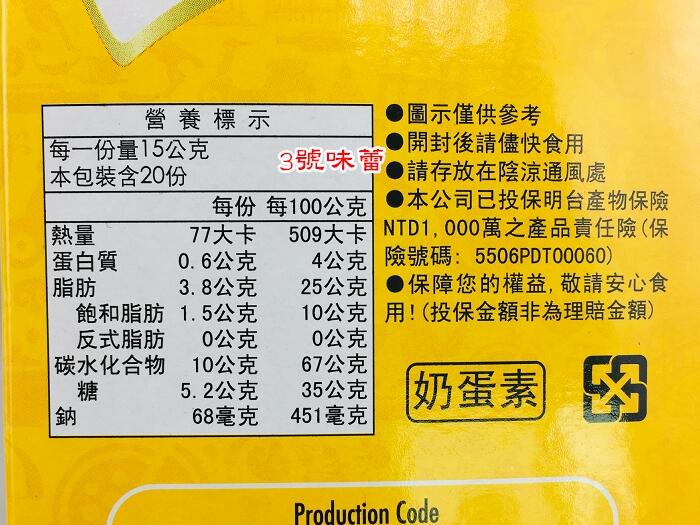 營養標示
每一份量15公克
本包裝含20份
3號味蕾
每份 每100公克
熱量 77大卡 509大卡
蛋白質 0.6公克 4公克
脂肪 3.8公克 25公克
飽和脂肪 1.5公克 10公克
反式脂肪 0公克 0公克
碳水化合物 10公克 67公克
糖 5.2公克 35公克
鈉 68毫克 451毫克
●圖示僅供參考
●開封後請儘快食用
●請存放在陰涼通風處
●本公司已投保明台產物保險
NTD1,000萬之產品責任險(保
險號碼: 5506PDT00060)
●保障您的權益,敬請安心食
用!(投保金額非為理賠金額)
奶蛋素
Production Code